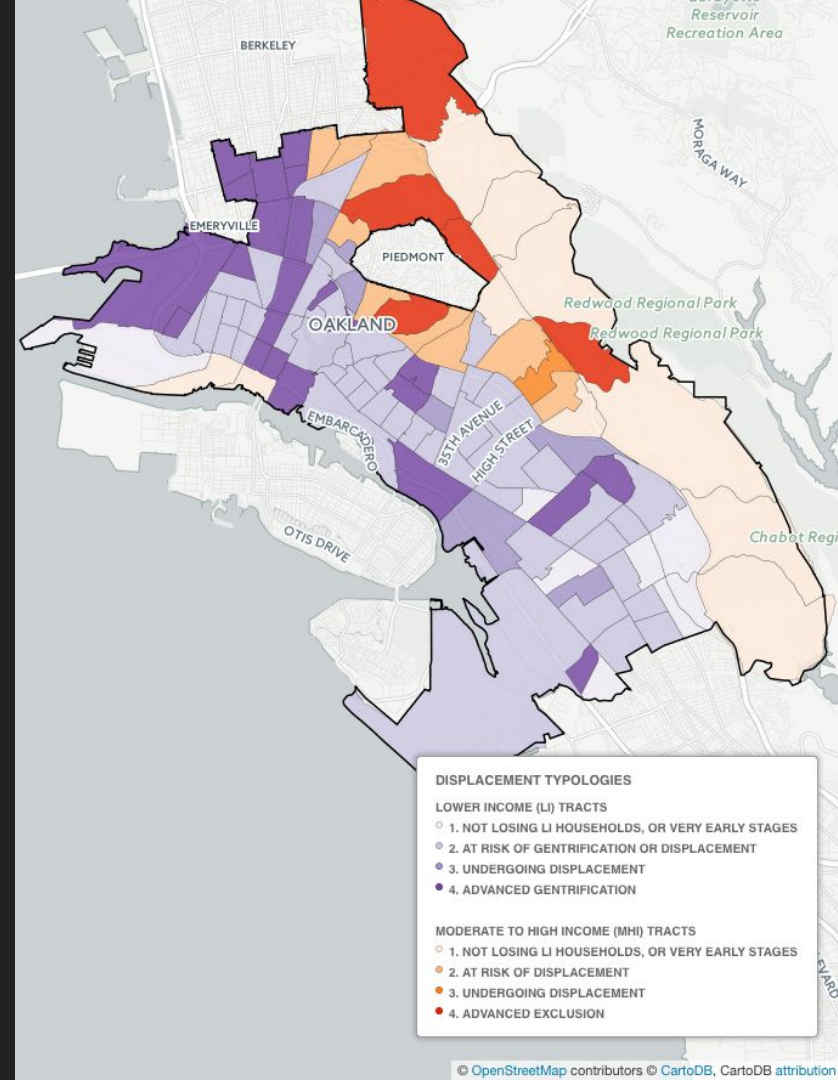 Reservoir
Recreation Area
BERKELEY
MORAGA WAY
EMERYVILLE
PIEDMONT
Redwood Regional Park
OAKLAND
Redwood Regional Park
35TH AVENUE
HIGH STREET
EMBARCADERO
OTIS DRIVE
Chabot Regi
DISPLACEMENT TYPOLOGIES
LOWER INCOME (LI) TRACTS
1. NOT LOSING LI HOUSEHOLDS, OR VERY EARLY STAGES
2. AT RISK OF GENTRIFICATION OR DISPLACEMENT
3. UNDERGOING DISPLACEMENT
4. ADVANCED GENTRIFICATION
MODERATE TO HIGH INCOME (MHI) TRACTS
1. NOT LOSING LI HOUSEHOLDS, OR VERY EARLY STAGES
2. AT RISK OF DISPLACEMENT
3. UNDERGOING DISPLACEMENT
4. ADVANCED EXCLUSION
EVARD
© OpenStreetMap contributors © CartoDB, CartoDB attribution